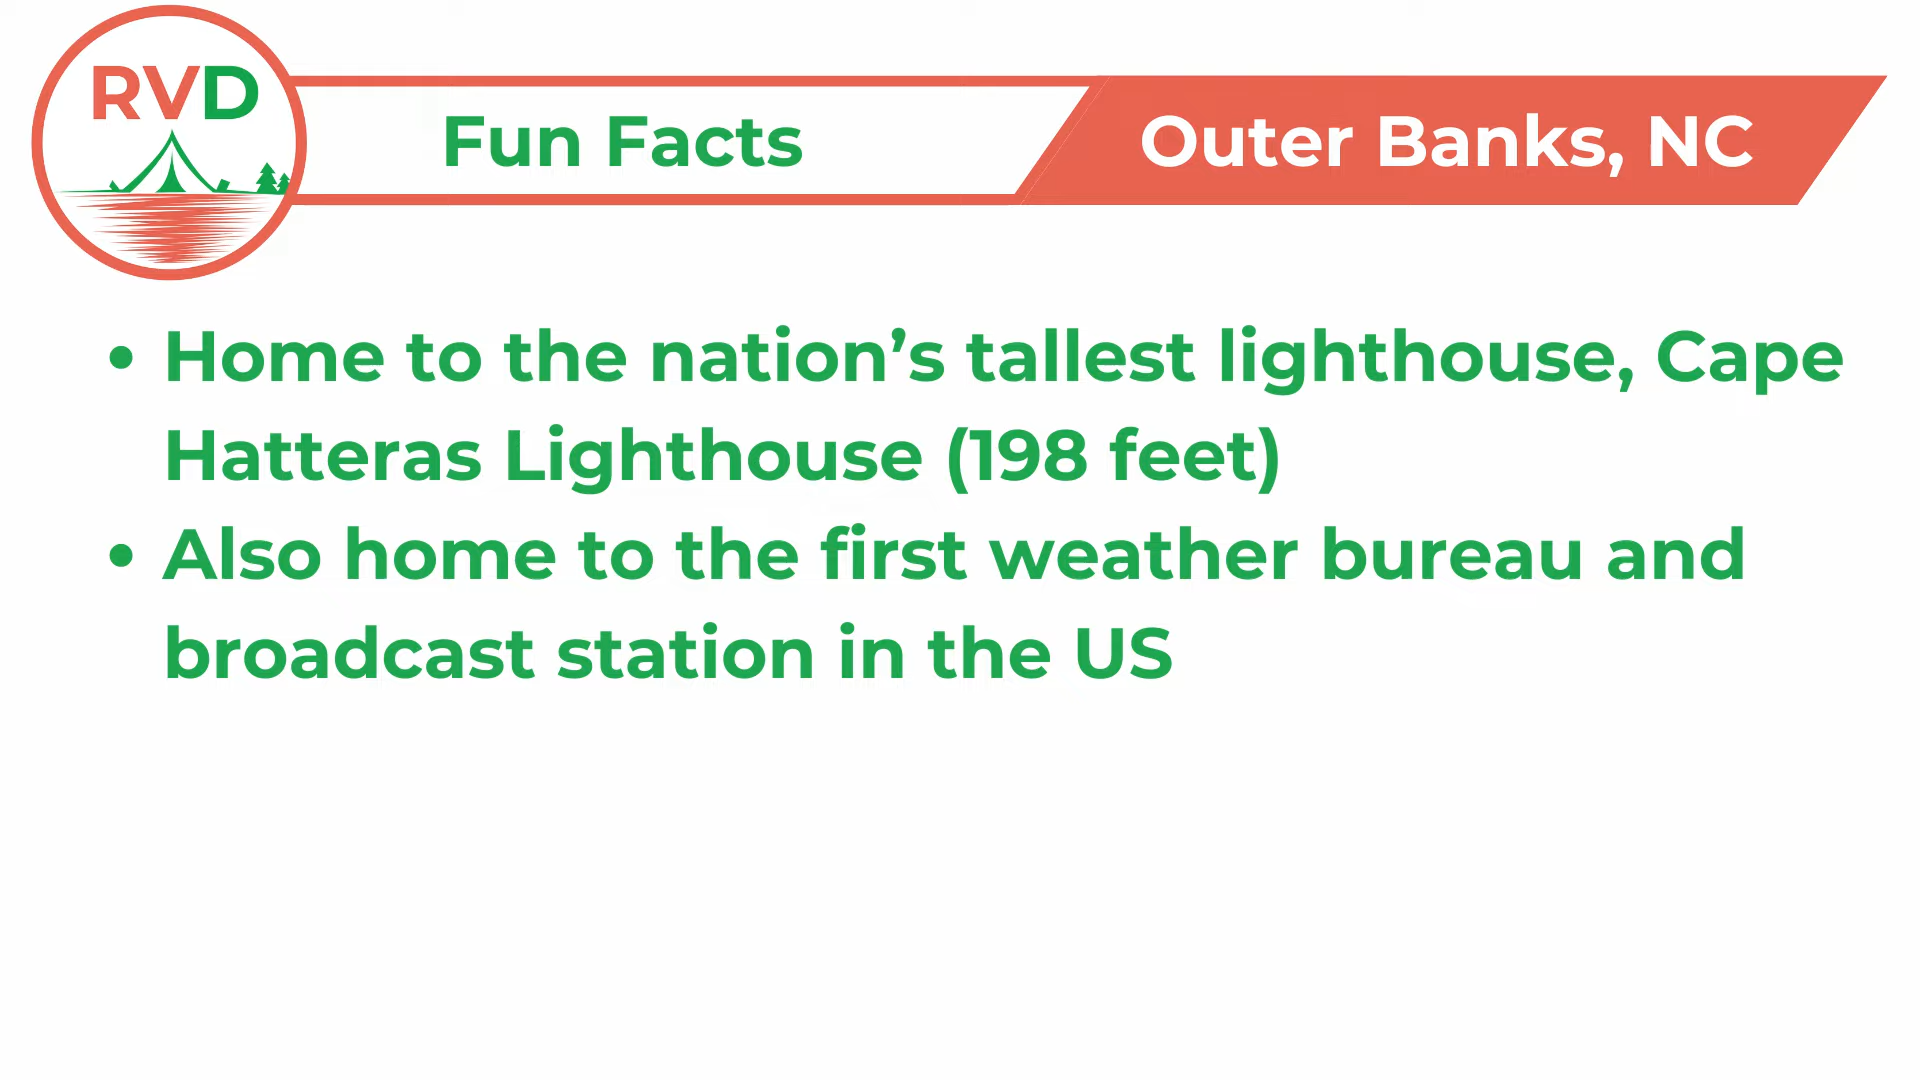 RVD
Fun Facts
Outer Banks, NC
• Home to the nation’s tallest lighthouse, Cape
Hatteras Lighthouse (198 feet)
• Also home to the first weather bureau and
broadcast station in the US